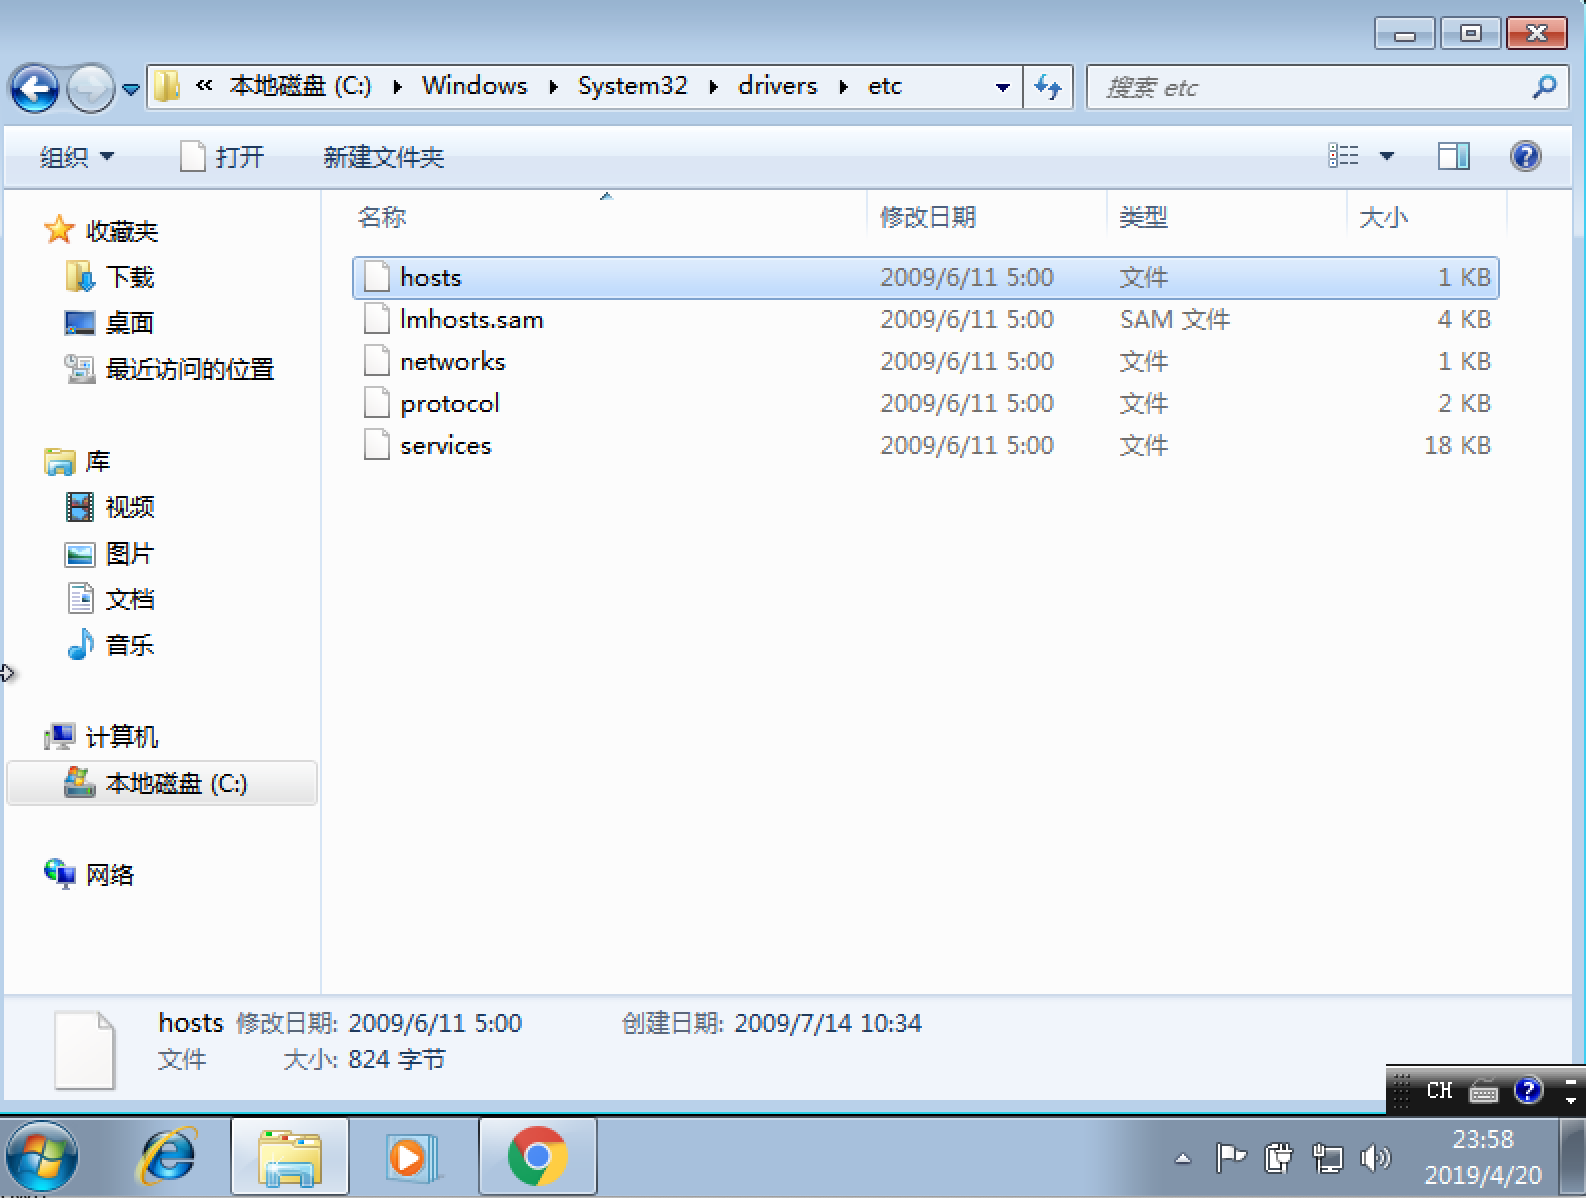 « 本地磁盘 (C:) Windows System32 drivers etc 搜索 etc
组织 打开 新建文件夹
名称 修改日期 类型 大小
收藏夹
下载
桌面
最近访问的位置
库
视频
图片
文档
音乐
计算机
本地磁盘 (C:)
网络
hosts 2009/6/11 5:00 文件 1 KB
lmhosts.sam 2009/6/11 5:00 SAM 文件 4 KB
networks 2009/6/11 5:00 文件 1 KB
protocol 2009/6/11 5:00 文件 2 KB
services 2009/6/11 5:00 文件 18 KB
hosts 修改日期: 2009/6/11 5:00 创建日期: 2009/7/14 10:34
文件 大小: 824 字节
CH
23:58
2019/4/20